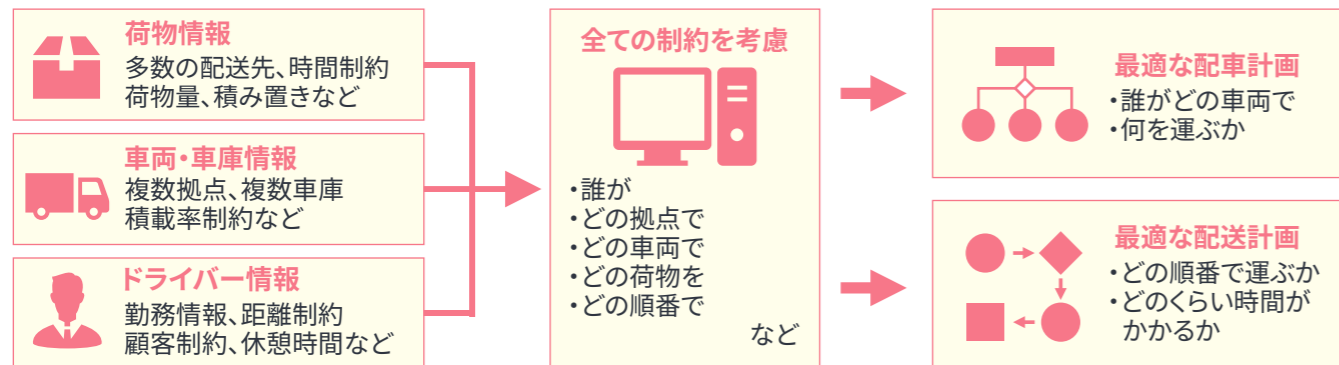 荷物情報
多数の配送先、時間制約
荷物量、積み置きなど
車両・車庫情報
複数拠点、複数車庫
積載率制約など
ドライバー情報
勤務情報、距離制約
顧客制約、休憩時間など
全ての制約を考慮
・誰が
・どの拠点で
・どの車両で
・どの荷物を
・どの順番で
など
最適な配車計画
・誰がどの車両で
・何を運ぶか
最適な配送計画
・どの順番で運ぶか
・どのくらい時間が
かかるか